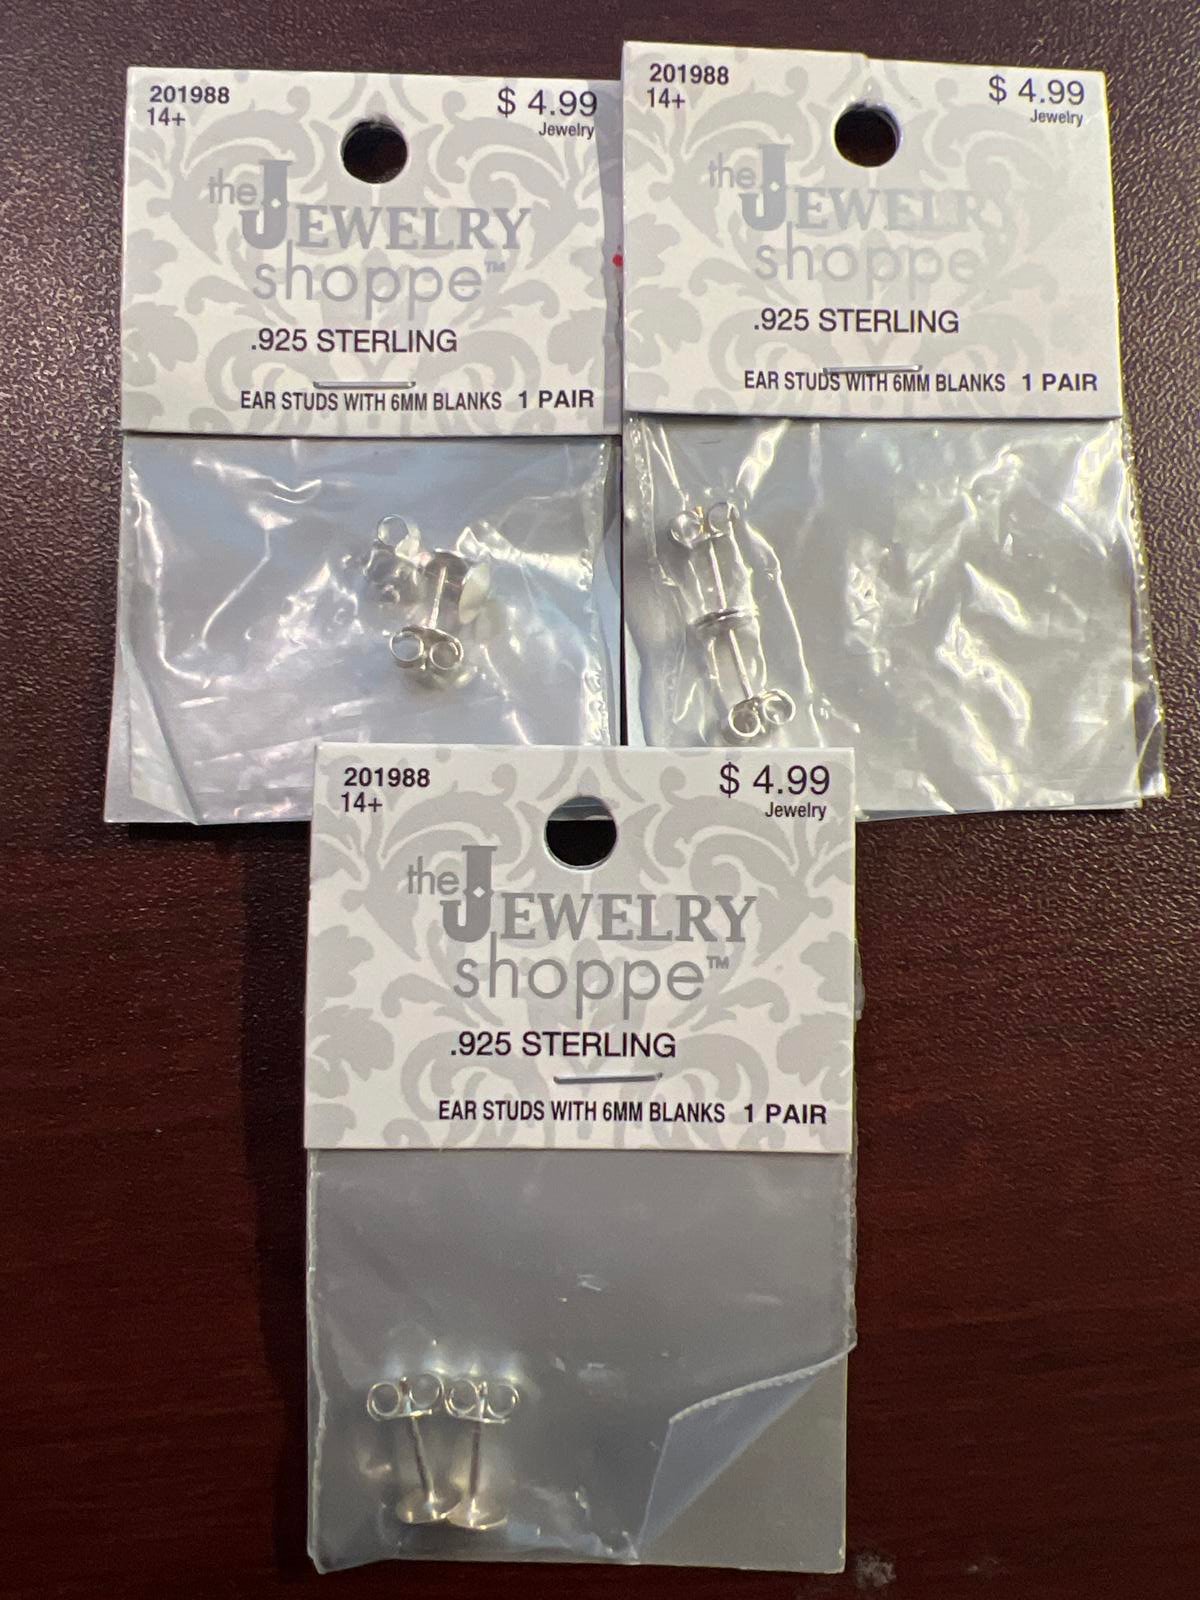 201988
14+
$ 4.99
Jewelry
the
JEWELRY
shoppe™
.925 STERLING
EAR STUDS WITH 6MM BLANKS 1 PAIR
201988
14+
$ 4.99
Jewelry
the
JEWELRY
shoppe
.925 STERLING
EAR STUDS WITH 6MM BLANKS 1 PAIR
201988
14+
$ 4.99
Jewelry
the
JEWELRY
shoppe™
.925 STERLING
EAR STUDS WITH 6MM BLANKS 1 PAIR